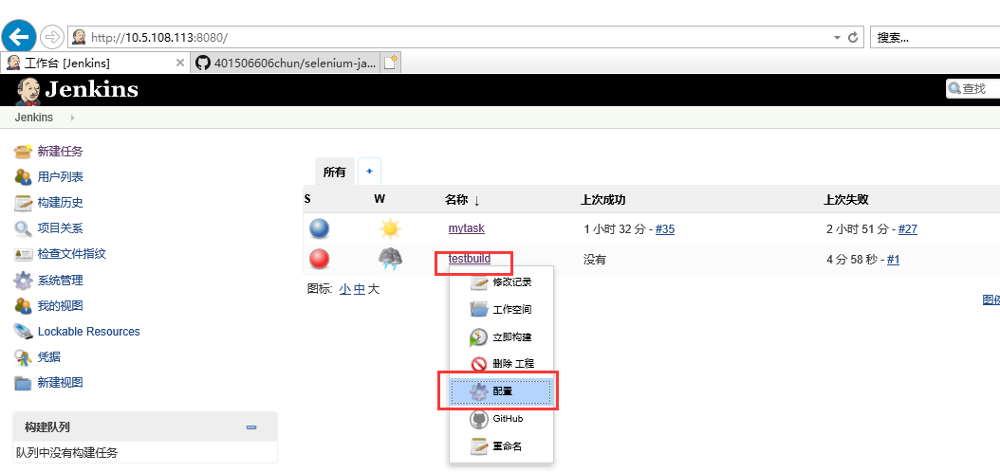 http://10.5.108.113:8080/
搜索...
工作台 [Jenkins]
401506606chun/selenium-ja...
Jenkins
查找
Jenkins
新建任务
用户列表
构建历史
项目关系
检查文件指纹
系统管理
我的视图
Lockable Resources
凭据
新建视图
构建队列
队列中没有构建任务
所有 +
S W 名称 ↓ 上次成功 上次失败
mytask 1 小时 32 分 - #35 2 小时 51 分 - #27
testbuild 没有 4 分 58 秒 - #1
图标: 小 中 大
修改记录
工作空间
立即构建
删除 工程
配置
GitHub
重命名